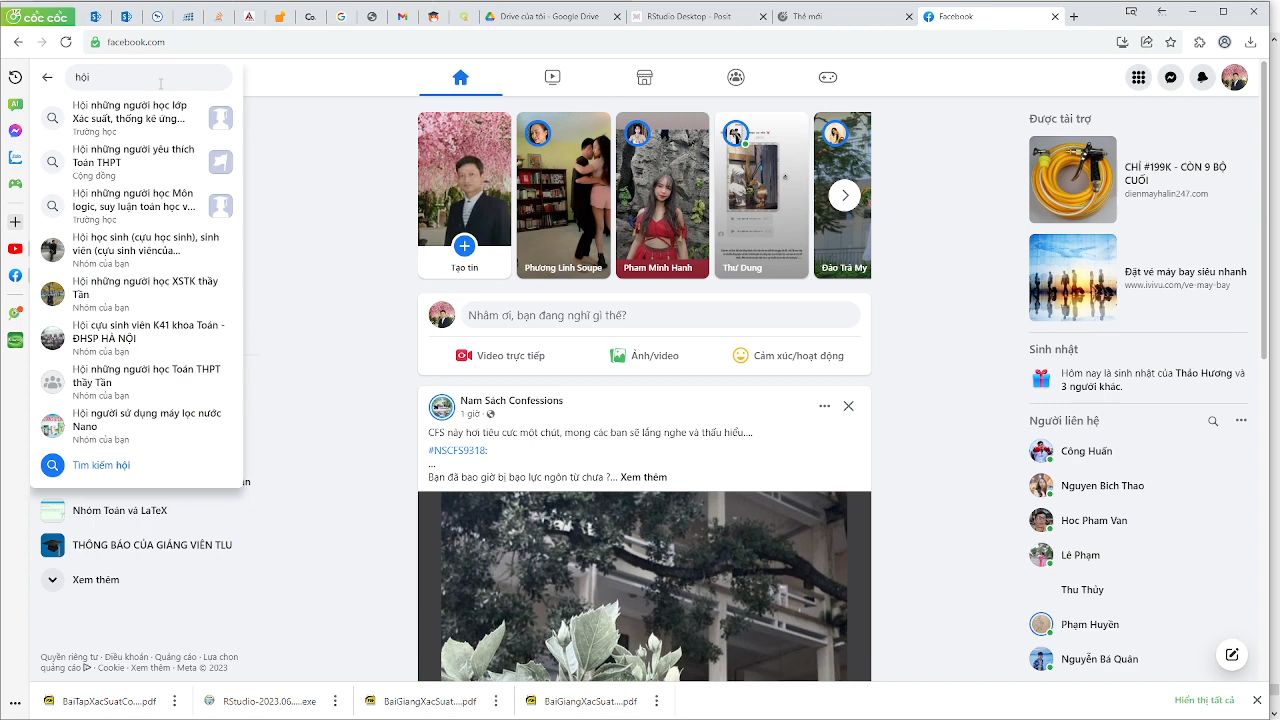 cốc cốc
Drive của tôi - Google Drive
RStudio Desktop
Thẻ mới
Facebook
facebook.com
hội
Hội những người học lớp
Xác suất, thống kê ứng...
Trường học
Hội những người yêu thích
Toán THPT
Cộng đồng
Hội những người học Môn
logic, suy luận toán học v...
Trường học
Hội học sinh (cựu học sinh), sinh
viên (cựu sinh viên)của...
Nhóm của bạn
Hội những người học XSTK thầy
Tân
Nhóm của bạn
Hội cựu sinh viên K41 khoa Toán -
ĐHSP HÀ NỘI
Nhóm của bạn
Hội những người học Toán THPT
thầy Tân
Nhóm của bạn
Hội người sử dụng máy lọc nước
Nano
Nhóm của bạn
Tìm kiếm hội
Nhóm Toán và LaTeX
THÔNG BÁO CỦA GIẢNG VIÊN TLU
Xem thêm
Quyền riêng tư · Điều khoản · Quảng cáo · Lựa chọn
quảng cáo · Cookie · Xem thêm · Meta © 2023
Tạo tin
Phương Linh Soupe
Phạm Minh Hạnh
Thư Dung
Đào Trà My
Nhâm ơi, bạn đang nghĩ gì thế?
Video trực tiếp
Ảnh/video
Cảm xúc/hoạt động
Nam Sách Confessions
1 giờ ·
CFS này hơi tiêu cực một chút, mong các bạn sẽ lắng nghe và thấu hiểu....
#NSCFS9318:
...
Bạn đã bao giờ bị bạo lực ngôn từ chưa ?... Xem thêm
Được tài trợ
CHỈ #199K - CÒN 9 BỘ
CUỐI
dienmayhalin247.com
Đặt vé máy bay siêu nhanh
www.ivivu.com/ve-may-bay
Sinh nhật
Hôm nay là sinh nhật của Thảo Hương và
3 người khác.
Người liên hệ
Công Huấn
Nguyen Bich Thao
Hoc Pham Van
Lê Phạm
Thu Thủy
Phạm Huyền
Nguyễn Bá Quân
BaiTapXacSuatCo....pdf
RStudio-2023.06....exe
BaiGiangXacSuat....pdf
BaiGiangXacSuat....pdf
Hiển thị tất cả